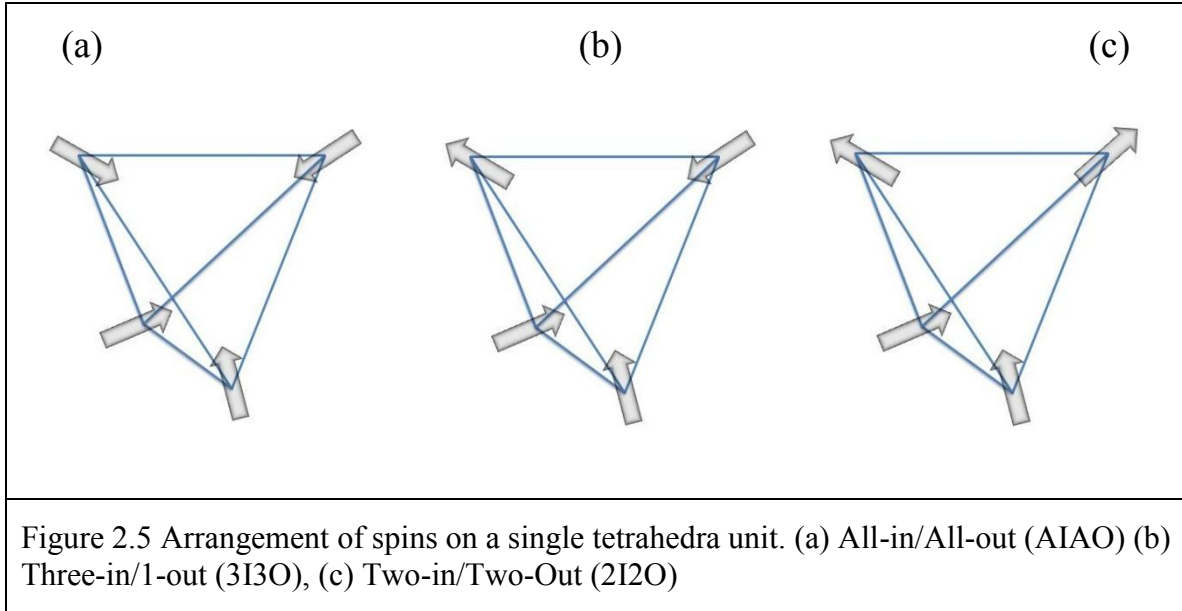 (a) (b) (c)
Figure 2.5 Arrangement of spins on a single tetrahedra unit. (a) All-in/All-out (AIAO) (b)
Three-in/1-out (3I3O), (c) Two-in/Two-Out (2I2O)